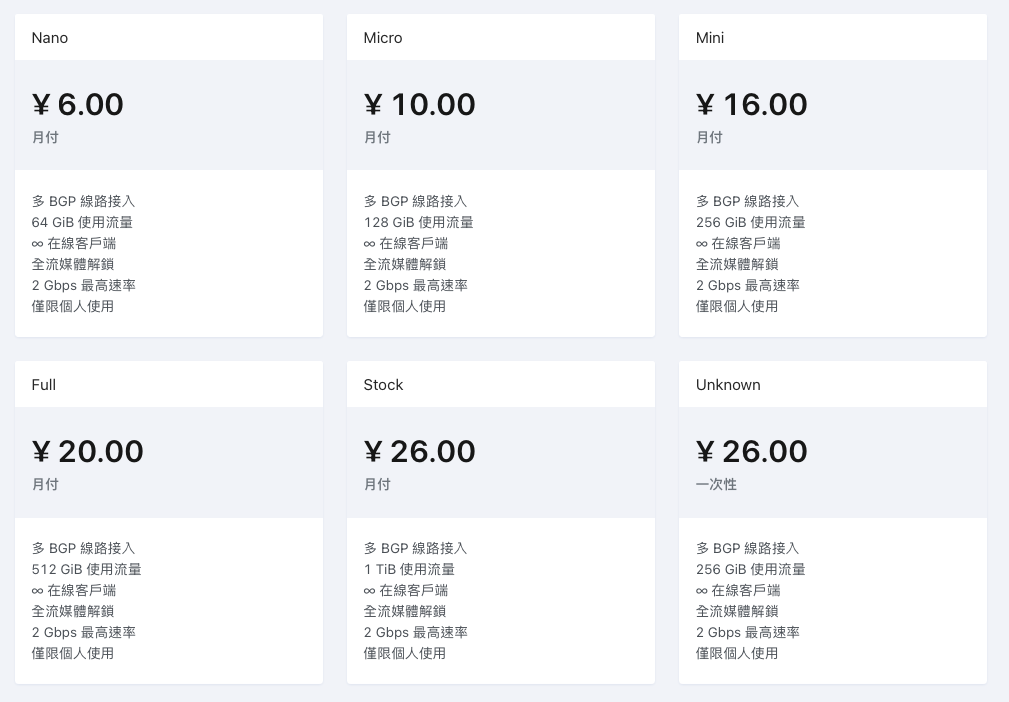 Nano
¥ 6.00
月付
多 BGP 線路接入
64 GiB 使用流量
∞ 在線客戶端
全流媒體解鎖
2 Gbps 最高速率
僅限個人使用
Micro
¥ 10.00
月付
多 BGP 線路接入
128 GiB 使用流量
∞ 在線客戶端
全流媒體解鎖
2 Gbps 最高速率
僅限個人使用
Mini
¥ 16.00
月付
多 BGP 線路接入
256 GiB 使用流量
∞ 在線客戶端
全流媒體解鎖
2 Gbps 最高速率
僅限個人使用
Full
¥ 20.00
月付
多 BGP 線路接入
512 GiB 使用流量
∞ 在線客戶端
全流媒體解鎖
2 Gbps 最高速率
僅限個人使用
Stock
¥ 26.00
月付
多 BGP 線路接入
1 TiB 使用流量
∞ 在線客戶端
全流媒體解鎖
2 Gbps 最高速率
僅限個人使用
Unknown
¥ 26.00
一次性
多 BGP 線路接入
256 GiB 使用流量
∞ 在線客戶端
全流媒體解鎖
2 Gbps 最高速率
僅限個人使用